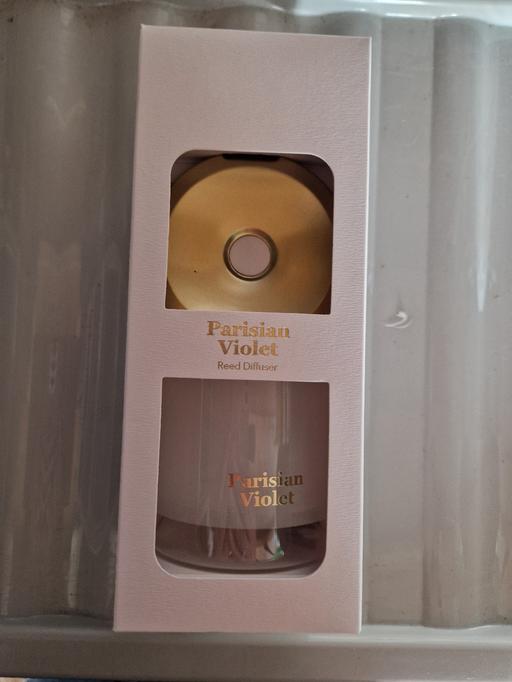 Parisian
Violet
Reed Diffuser
Parisian
Violet